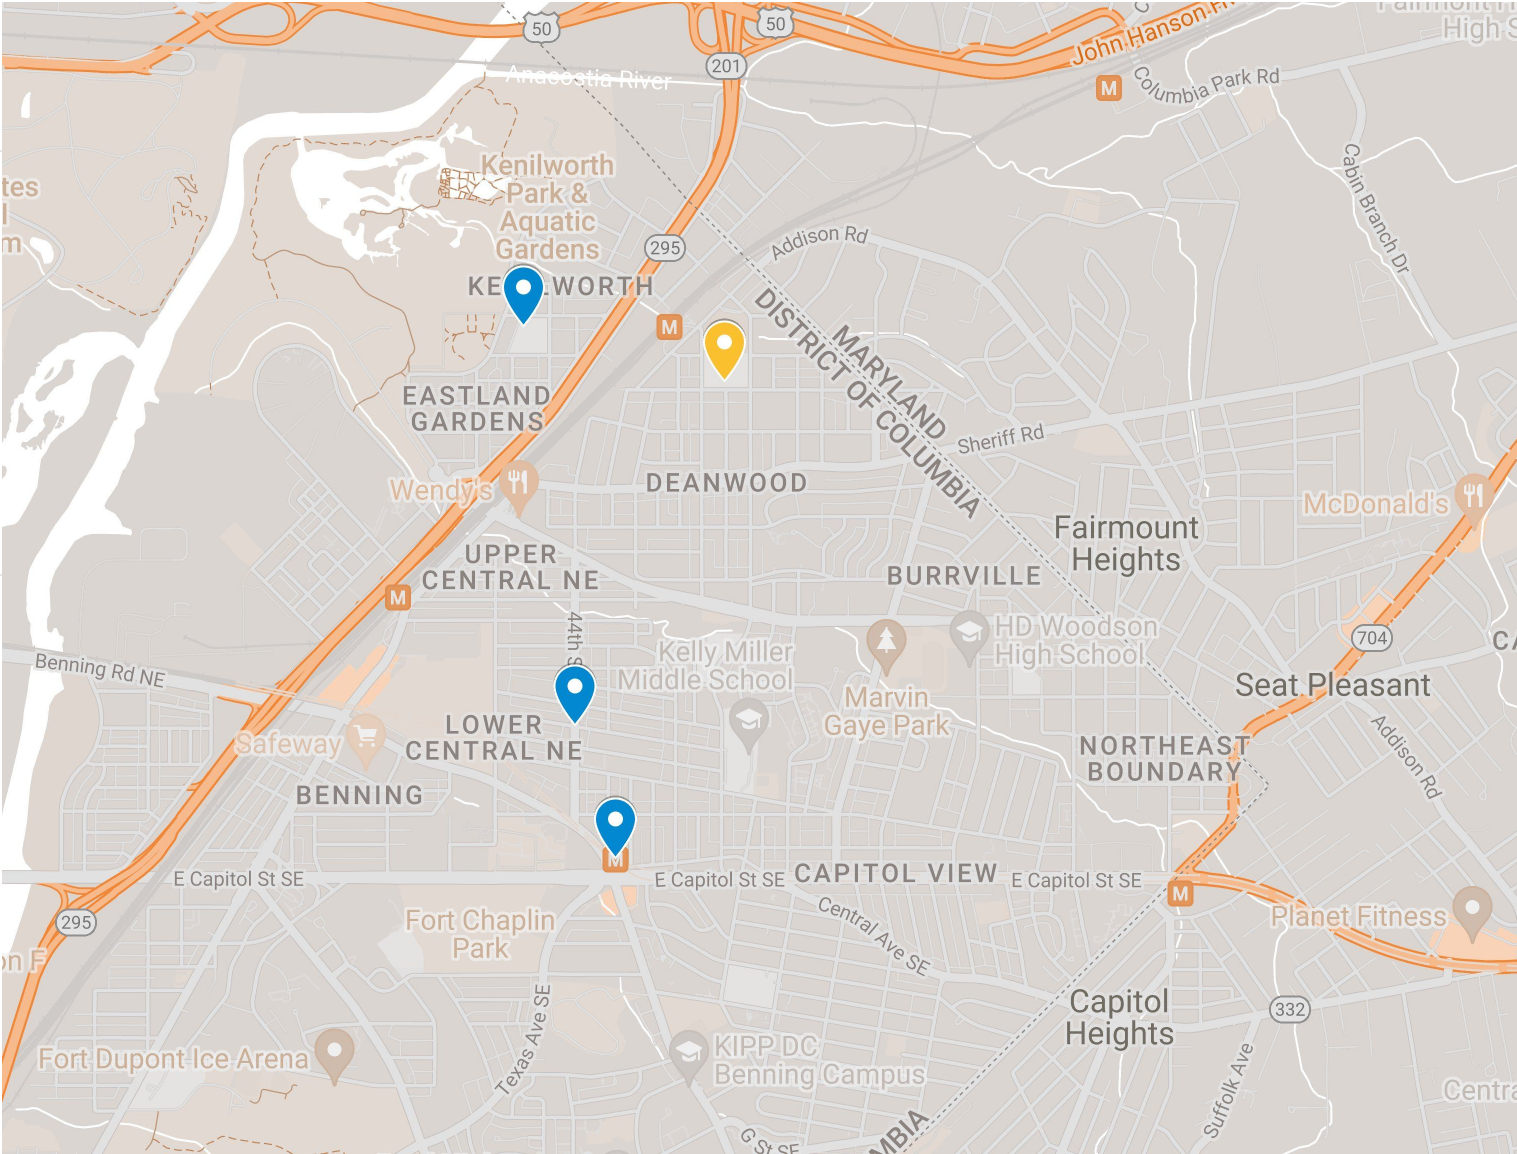 50
50
201
John Hanson
High S
Anacostia River
Columbia Park Rd
M
Kenilworth
Park &
Aquatic
Gardens
tes
l
m
Cabin Branch Dr
295
Addison Rd
M
DISTRICT OF COLUMBIA
MARYLAND
EASTLAND
GARDENS
Sheriff Rd
Wendy's
DEANWOOD
McDonald's
Fairmount
Heights
UPPER
CENTRAL NE
BURRVILLE
M
44th S
HD Woodson
High School
704
Kelly Miller
Middle School
Benning Rd NE
Seat Pleasant
Marvin
Gaye Park
Addison Rd
LOWER
CENTRAL NE
Safeway
NORTHEAST
BOUNDARY
BENNING
M
E Capitol St SE
E Capitol St SE
CAPITOL VIEW
E Capitol St SE
M
295
Fort Chaplin
Park
Central Ave SE
Planet Fitness
on F
Texas Ave SE
Capitol
Heights
332
Fort Dupont Ice Arena
KIPP DC
Benning Campus
Suffolk Ave
Centra
G St SE
MBIA